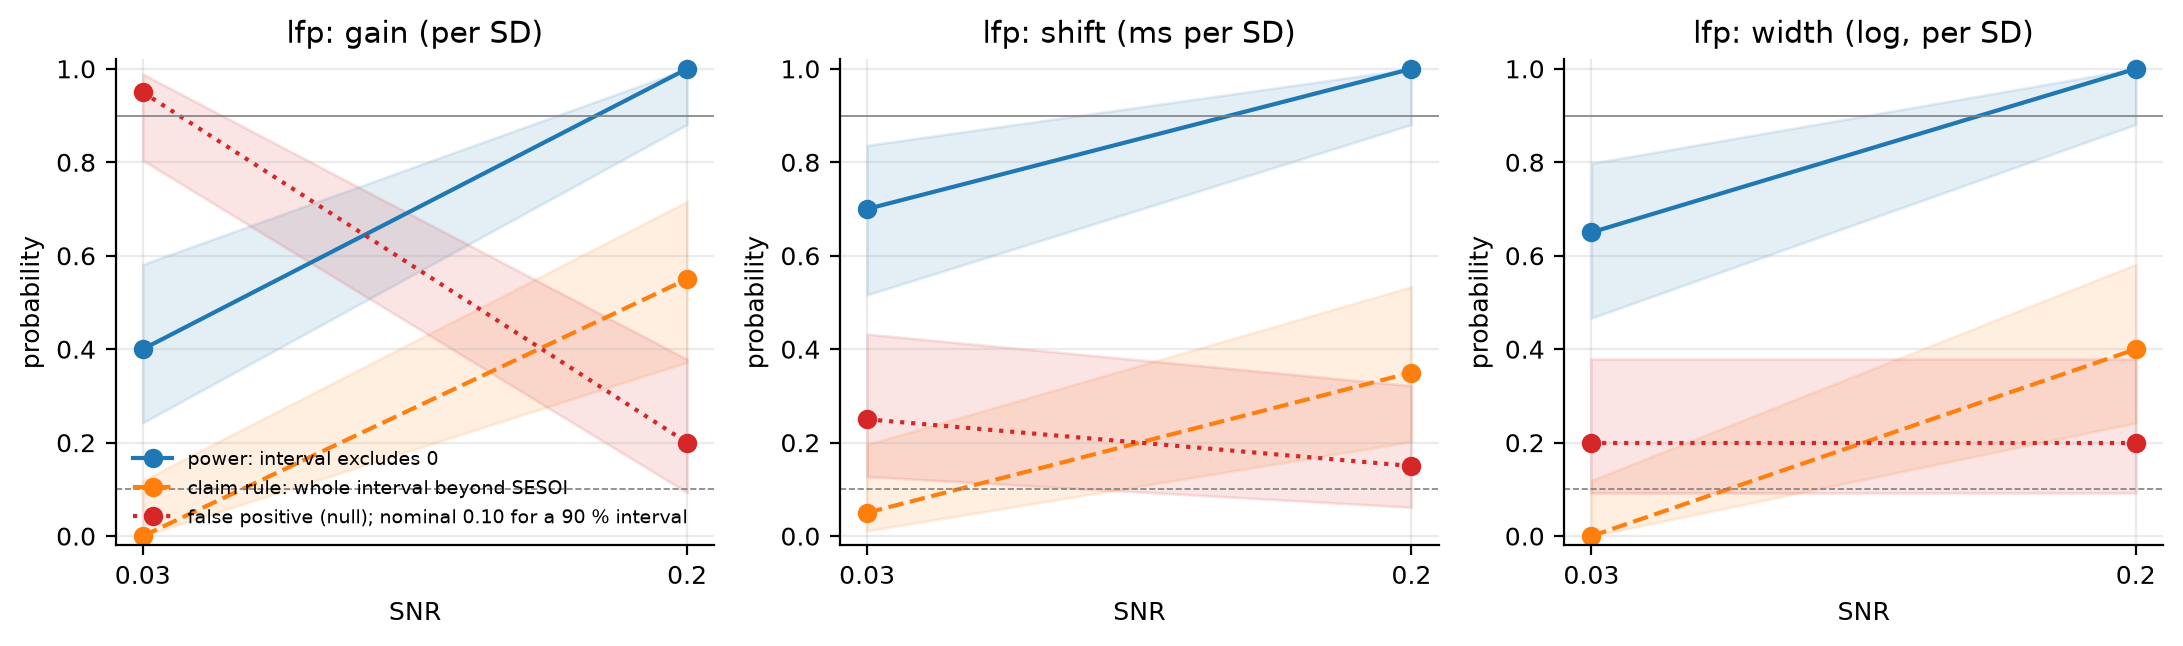 lfp: gain (per SD)
1.0
0.8
0.6
0.4
0.2
0.0
probability
power: interval excludes 0
claim rule: whole interval beyond SESOI
false positive (null); nominal 0.10 for a 90 % interval
0.03
0.2
SNR
lfp: shift (ms per SD)
1.0
0.8
0.6
0.4
0.2
0.0
probability
0.03
0.2
SNR
lfp: width (log, per SD)
1.0
0.8
0.6
0.4
0.2
0.0
probability
0.03
0.2
SNR